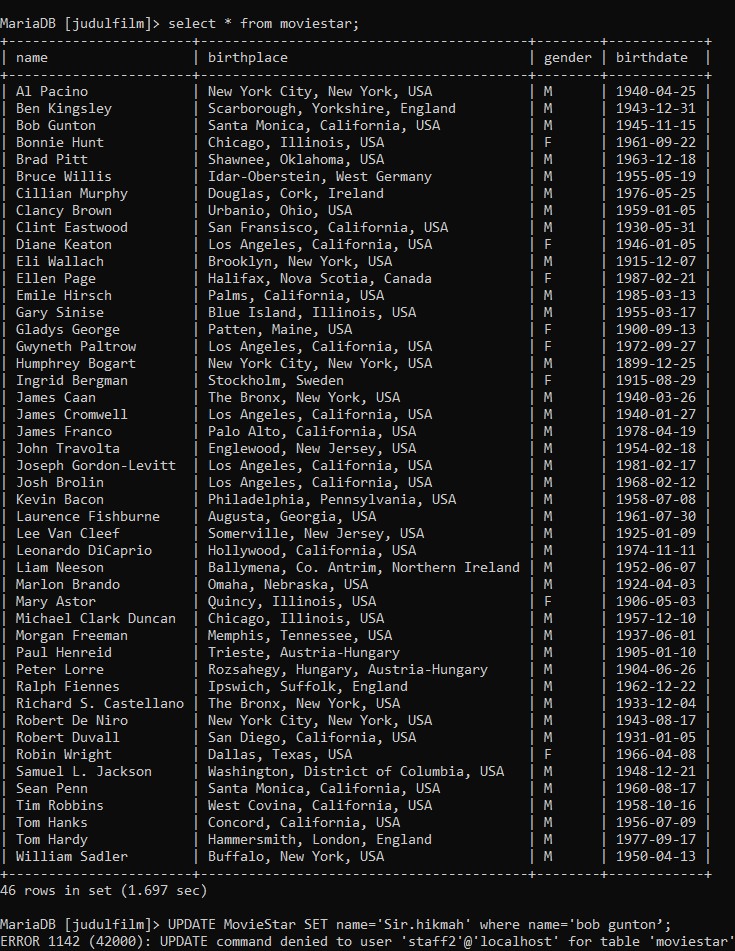 MariaDB [judulfilm]> select * from moviestar;
+-----------------------+----------------------------------------+--------+------------+
| name                  | birthplace                             | gender | birthdate  |
+-----------------------+----------------------------------------+--------+------------+
| Al Pacino             | New York City, New York, USA           | M      | 1940-04-25 |
| Ben Kingsley          | Scarborough, Yorkshire, England        | M      | 1943-12-31 |
| Bob Gunton            | Santa Monica, California, USA          | M      | 1945-11-15 |
| Bonnie Hunt           | Chicago, Illinois, USA                 | F      | 1961-09-22 |
| Brad Pitt             | Shawnee, Oklahoma, USA                 | M      | 1963-12-18 |
| Bruce Willis          | Idar-Oberstein, West Germany           | M      | 1955-05-19 |
| Cillian Murphy        | Douglas, Cork, Ireland                 | M      | 1976-05-25 |
| Clancy Brown          | Urbanio, Ohio, USA                     | M      | 1959-01-05 |
| Clint Eastwood        | San Fransisco, California, USA         | M      | 1930-05-31 |
| Diane Keaton          | Los Angeles, California, USA           | F      | 1946-01-05 |
| Eli Wallach           | Brooklyn, New York, USA                | M      | 1915-12-07 |
| Ellen Page            | Halifax, Nova Scotia, Canada           | F      | 1987-02-21 |
| Emile Hirsch          | Palms, California, USA                 | M      | 1985-03-13 |
| Gary Sinise           | Blue Island, Illinois, USA             | M      | 1955-03-17 |
| Gladys George         | Patten, Maine, USA                     | F      | 1900-09-13 |
| Gwyneth Paltrow       | Los Angeles, California, USA           | F      | 1972-09-27 |
| Humphrey Bogart       | New York City, New York, USA           | M      | 1899-12-25 |
| Ingrid Bergman        | Stockholm, Sweden                      | F      | 1915-08-29 |
| James Caan            | The Bronx, New York, USA               | M      | 1940-03-26 |
| James Cromwell        | Los Angeles, California, USA           | M      | 1940-01-27 |
| James Franco          | Palo Alto, California, USA             | M      | 1978-04-19 |
| John Travolta         | Englewood, New Jersey, USA             | M      | 1954-02-18 |
| Joseph Gordon-Levitt  | Los Angeles, California, USA           | M      | 1981-02-17 |
| Josh Brolin           | Los Angeles, California, USA           | M      | 1968-02-12 |
| Kevin Bacon           | Philadelphia, Pennsylvania, USA        | M      | 1958-07-08 |
| Laurence Fishburne    | Augusta, Georgia, USA                  | M      | 1961-07-30 |
| Lee Van Cleef         | Somerville, New Jersey, USA            | M      | 1925-01-09 |
| Leonardo DiCaprio     | Hollywood, California, USA             | M      | 1974-11-11 |
| Liam Neeson           | Ballymena, Co. Antrim, Northern Ireland | M      | 1952-06-07 |
| Marlon Brando         | Omaha, Nebraska, USA                   | M      | 1924-04-03 |
| Mary Astor            | Quincy, Illinois, USA                  | F      | 1906-05-03 |
| Michael Clark Duncan  | Chicago, Illinois, USA                 | M      | 1957-12-10 |
| Morgan Freeman        | Memphis, Tennessee, USA                | M      | 1937-06-01 |
| Paul Henreid          | Trieste, Austria-Hungary               | M      | 1905-01-10 |
| Peter Lorre           | Rozsahegy, Hungary, Austria-Hungary    | M      | 1904-06-26 |
| Ralph Fiennes         | Ipswich, Suffolk, England              | M      | 1962-12-22 |
| Richard S. Castellano | The Bronx, New York, USA               | M      | 1933-12-04 |
| Robert De Niro        | New York City, New York, USA           | M      | 1943-08-17 |
| Robert Duvall         | San Diego, California, USA             | M      | 1931-01-05 |
| Robin Wright          | Dallas, Texas, USA                     | F      | 1966-04-08 |
| Samuel L. Jackson     | Washington, District of Columbia, USA  | M      | 1948-12-21 |
| Sean Penn             | Santa Monica, California, USA          | M      | 1960-08-17 |
| Tim Robbins           | West Covina, California, USA           | M      | 1958-10-16 |
| Tom Hanks             | Concord, California, USA               | M      | 1956-07-09 |
| Tom Hardy             | Hammersmith, London, England           | M      | 1977-09-17 |
| William Sadler        | Buffalo, New York, USA                 | M      | 1950-04-13 |
+-----------------------+----------------------------------------+--------+------------+
46 rows in set (1.697 sec)
MariaDB [judulfilm]> UPDATE MovieStar SET name='Sir.hikmah' where name='bob gunton’;
ERROR 1142 (42000): UPDATE command denied to user 'staff2'@'localhost' for table 'moviestar'